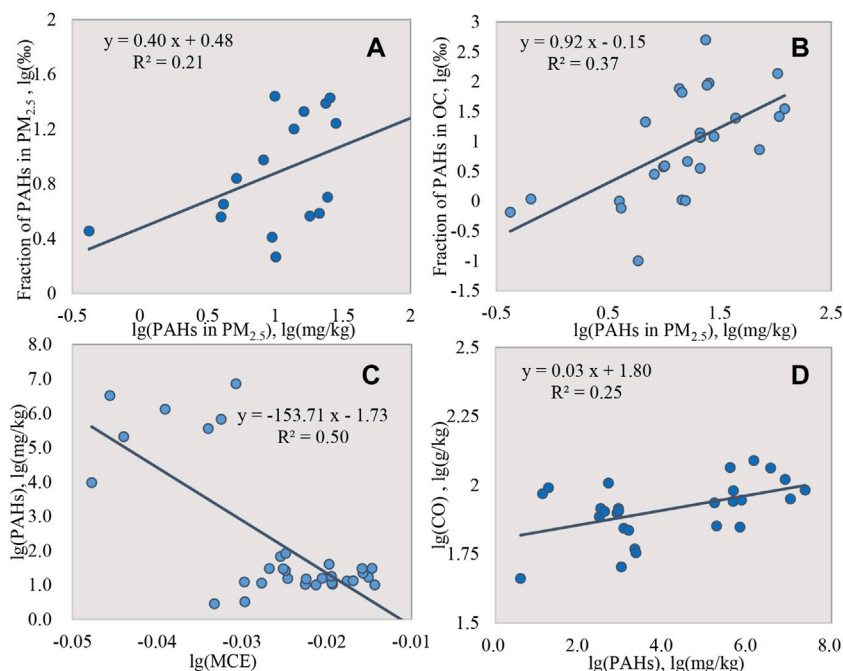 y = 0.40 x + 0.48
R² = 0.21
A
Fraction of PAHs in PM₂.₅ , lg(‰)
2
1.6
1.2
0.8
0.4
0
-0.5
0
0.5
1
1.5
2
lg(PAHs in PM₂.₅), lg(mg/kg)
y = 0.92 x - 0.15
R² = 0.37
B
Fraction of PAHs in OC, lg(‰)
3
2.5
2
1.5
1
0.5
0
-0.5
-1
-1.5
-0.5
0.5
1.5
2.5
lg(PAHs in PM₂.₅), lg(mg/kg)
C
y = -153.71 x - 1.73
R² = 0.50
lg(PAHs), lg(mg/kg)
8.0
7.0
6.0
5.0
4.0
3.0
2.0
1.0
0.0
-0.05
-0.04
-0.03
-0.02
-0.01
lg(MCE)
y = 0.03 x + 1.80
R² = 0.25
D
lg(CO) , lg(g/kg)
2.5
2.25
2
1.75
1.5
0.0
2.0
4.0
6.0
8.0
lg(PAHs), lg(mg/kg)